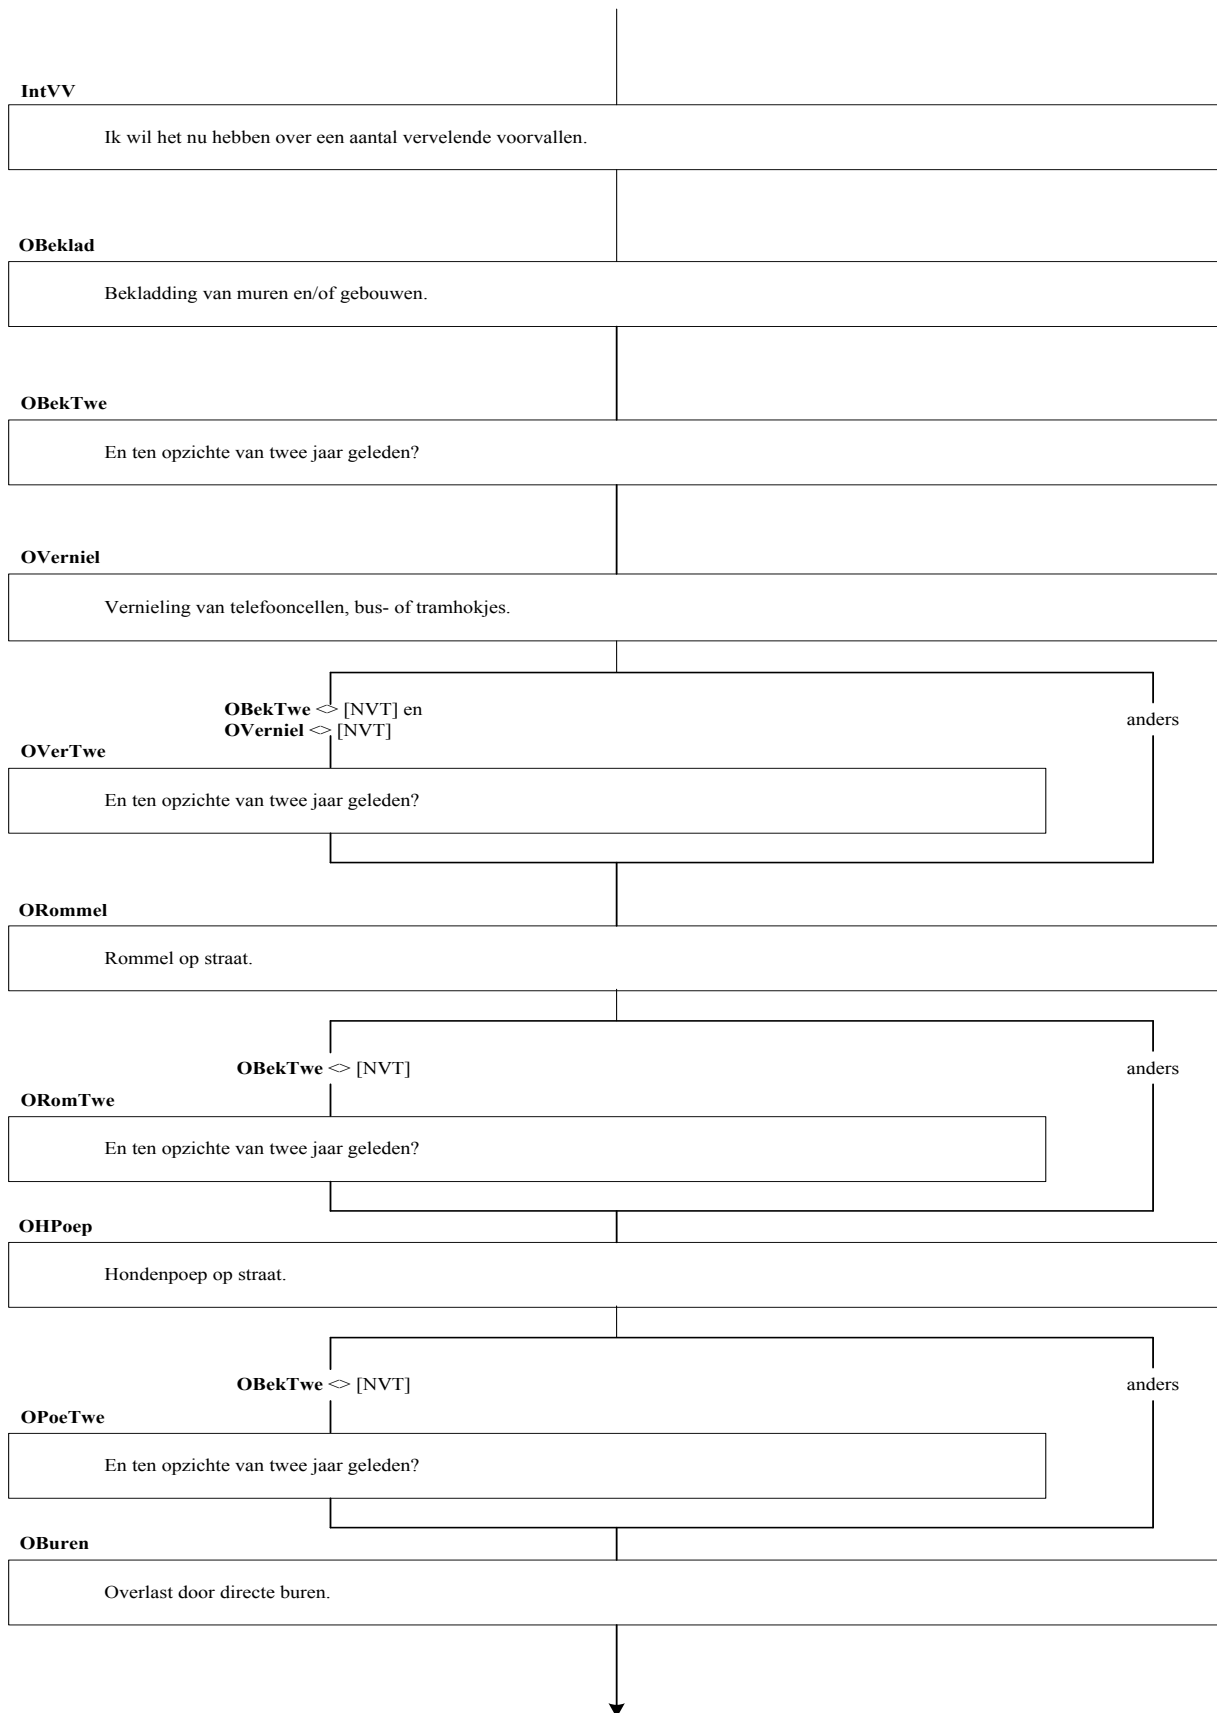 IntVV
Ik wil het nu hebben over een aantal vervelende voorvallen.
OBeklad
Bekladding van muren en/of gebouwen.
OBekTwe
En ten opzichte van twee jaar geleden?
OVerniel
Vernieling van telefooncellen, bus- of tramhokjes.
OBekTwe <> [NVT] en
OVerniel <> [NVT]
anders
OVerTwe
En ten opzichte van twee jaar geleden?
ORommel
Rommel op straat.
OBekTwe <> [NVT]
anders
ORomTwe
En ten opzichte van twee jaar geleden?
OHPoep
Hondenpoep op straat.
OBekTwe <> [NVT]
anders
OPoeTwe
En ten opzichte van twee jaar geleden?
OBuren
Overlast door directe buren.